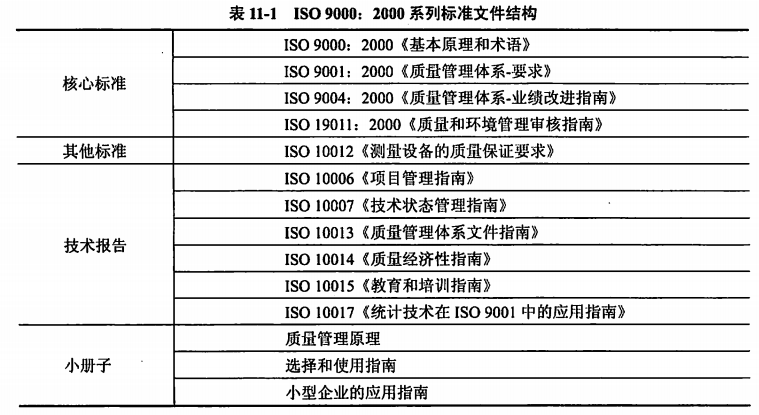 表 11-1 ISO 9000：2000 系列标准文件结构
核心标准
ISO 9000：2000《基本原理和术语》
ISO 9001：2000《质量管理体系-要求》
ISO 9004：2000《质量管理体系-业绩改进指南》
ISO 19011：2000《质量和环境管理审核指南》
其他标准
ISO 10012《测量设备的质量保证要求》
技术报告
ISO 10006《项目管理指南》
ISO 10007《技术状态管理指南》
ISO 10013《质量管理体系文件指南》
ISO 10014《质量经济性指南》
ISO 10015《教育和培训指南》
ISO 10017《统计技术在 ISO 9001 中的应用指南》
小册子
质量管理原理
选择和使用指南
小型企业的应用指南